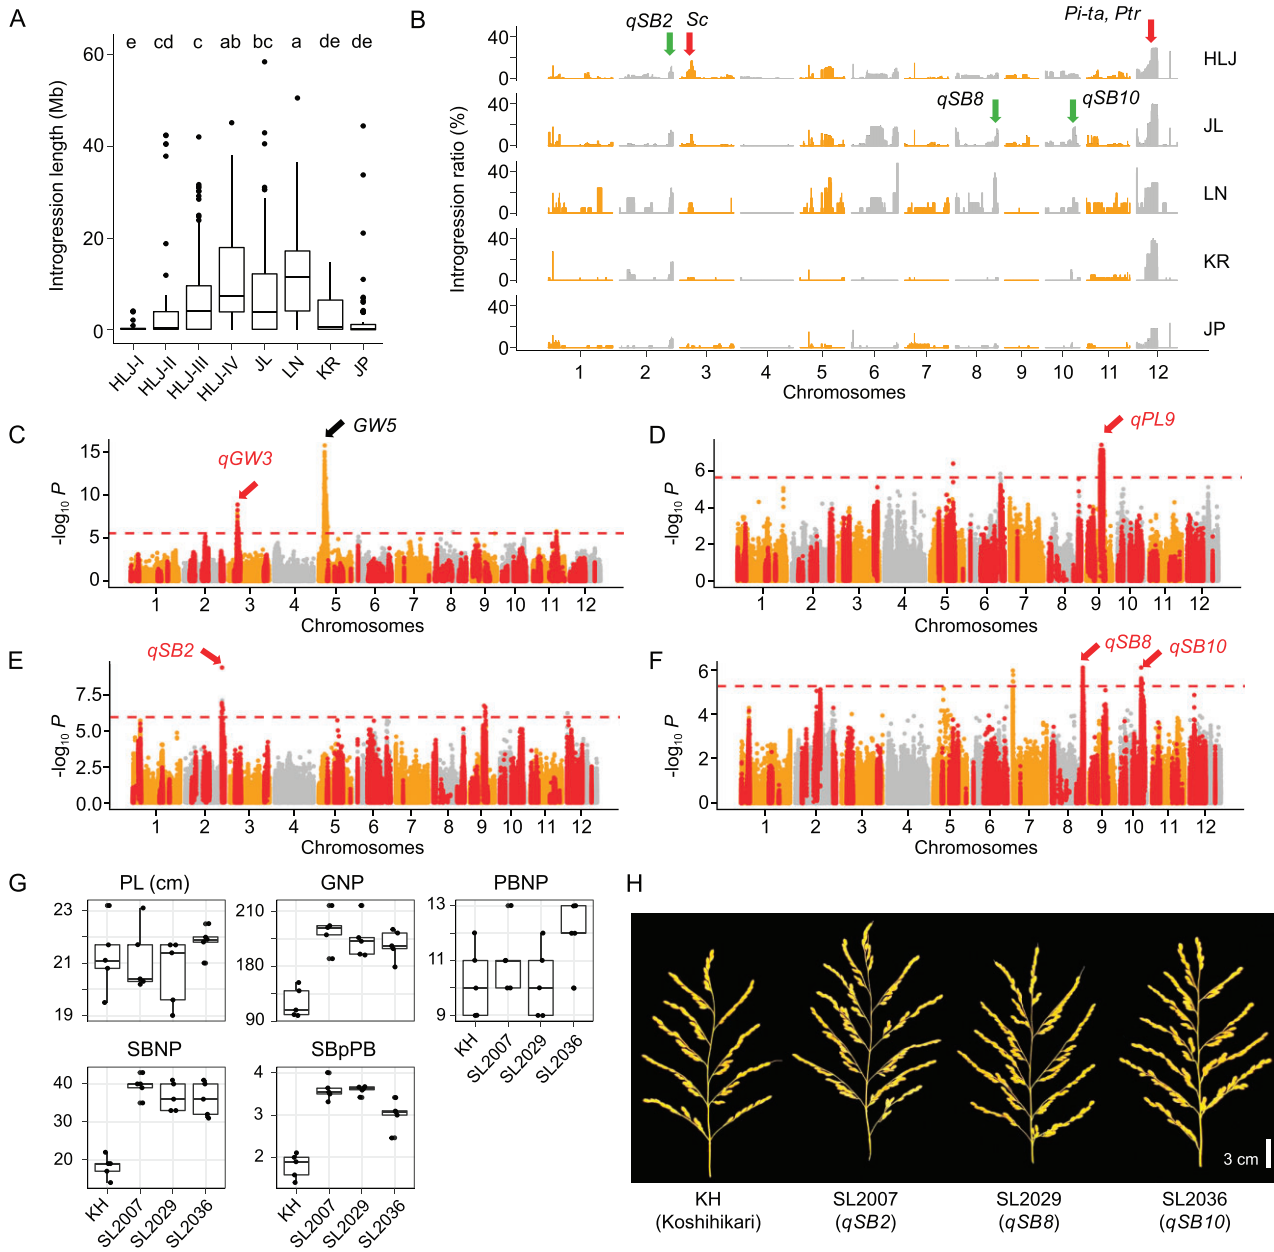 A
e cd c ab bc a de de
Introgression length (Mb)
60
40
20
0
HLJ-I HLJ-II HLJ-III HLJ-IV JL LN KR JP
B
qSB2 Sc Pi-ta, Ptr
qSB8 qSB10
Introgression ratio (%)
40
0
HLJ
40
0
JL
40
0
LN
40
0
KR
40
0
JP
1 2 3 4 5 6 7 8 9 10 11 12
Chromosomes
C
GW5
qGW3
-log10 P
15
10
5
0
1 2 3 4 5 6 7 8 9 10 11 12
Chromosomes
D
qPL9
-log10 P
6
4
2
0
1 2 3 4 5 6 7 8 9 10 11 12
Chromosomes
E
qSB2
-log10 P
7.5
5.0
2.5
0.0
1 2 3 4 5 6 7 8 9 10 11 12
Chromosomes
F
qSB8 qSB10
-log10 P
6
4
2
0
1 2 3 4 5 6 7 8 9 10 11 12
Chromosomes
G
PL (cm)
23
21
19
GNP
210
180
90
PBNP
13
11
9
KH SL2007 SL2029 SL2036
SBNP
40
30
20
KH SL2007 SL2029 SL2036
SBpPB
4
3
2
KH SL2007 SL2029 SL2036
H
3 cm
KH SL2007 SL2029 SL2036
(Koshihikari) (qSB2) (qSB8) (qSB10)